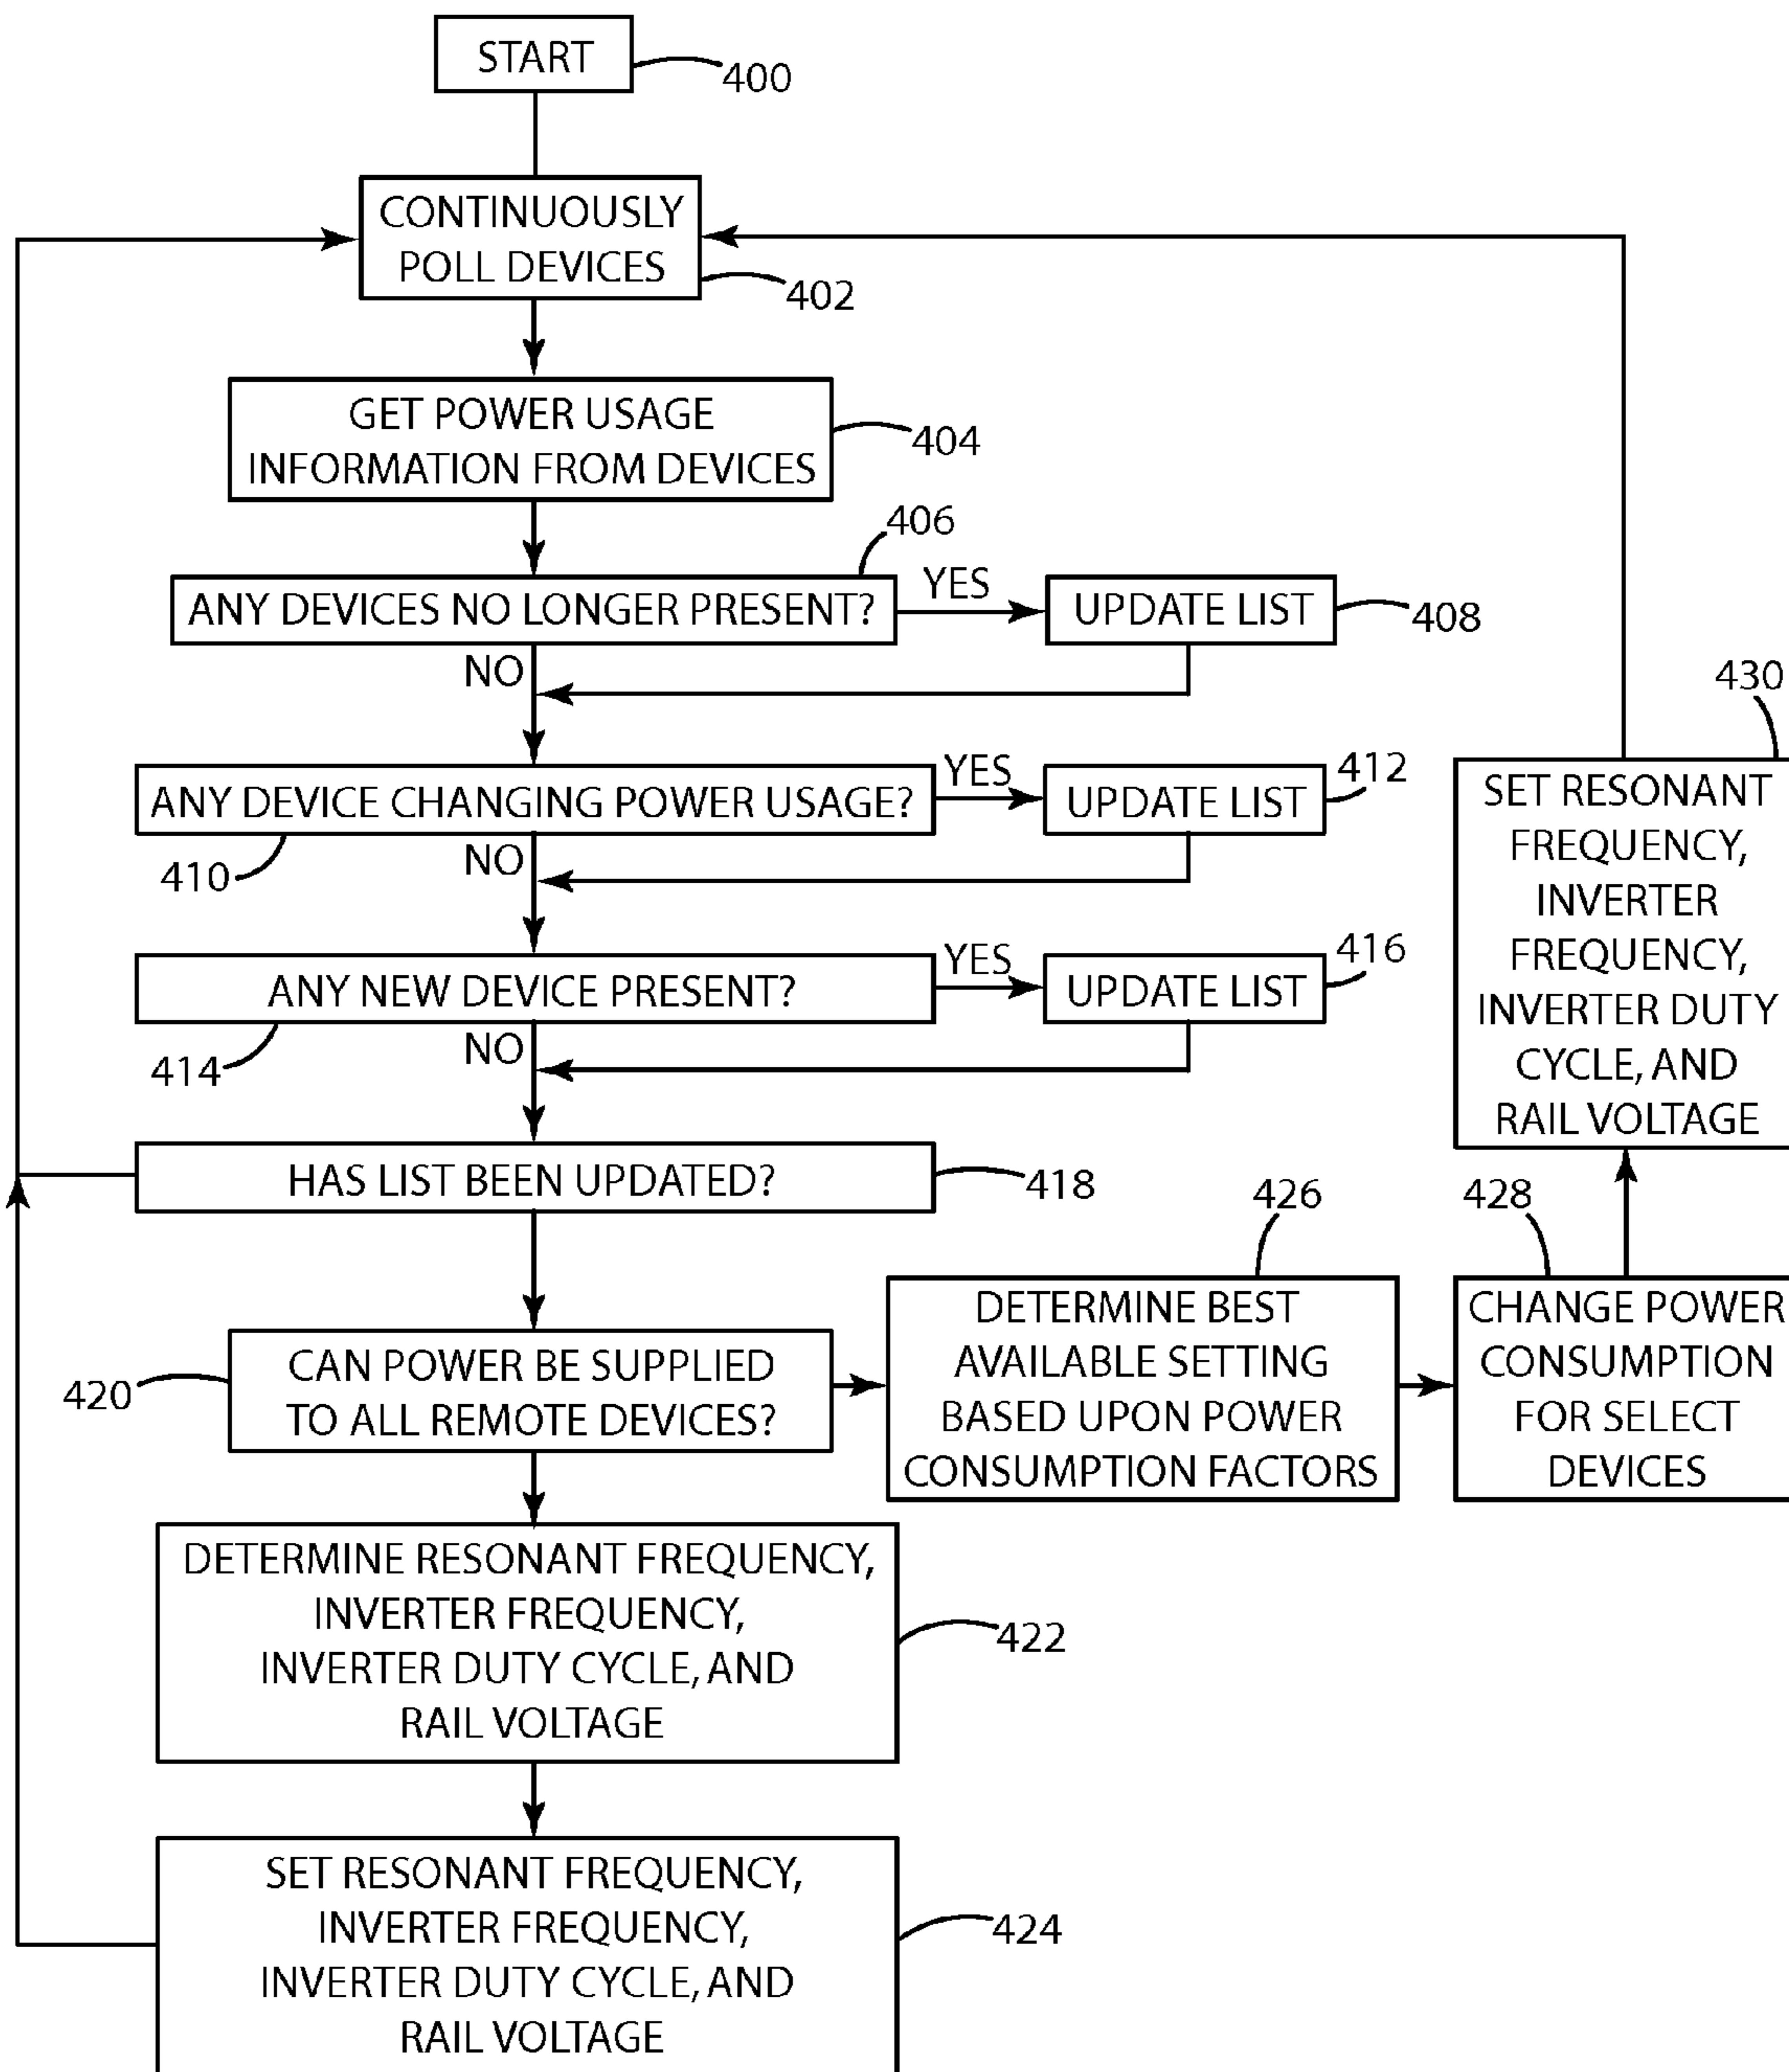 START
400
CONTINUOUSLY
POLL DEVICES
402
GET POWER USAGE
INFORMATION FROM DEVICES
404
406
ANY DEVICES NO LONGER PRESENT?
YES
UPDATE LIST
408
NO
ANY DEVICE CHANGING POWER USAGE?
410
YES
UPDATE LIST
412
NO
ANY NEW DEVICE PRESENT?
414
YES
UPDATE LIST
416
NO
HAS LIST BEEN UPDATED?
418
CAN POWER BE SUPPLIED
TO ALL REMOTE DEVICES?
420
DETERMINE RESONANT FREQUENCY,
INVERTER FREQUENCY,
INVERTER DUTY CYCLE, AND
RAIL VOLTAGE
422
SET RESONANT FREQUENCY,
INVERTER FREQUENCY,
INVERTER DUTY CYCLE, AND
RAIL VOLTAGE
424
426
DETERMINE BEST
AVAILABLE SETTING
BASED UPON POWER
CONSUMPTION FACTORS
428
CHANGE POWER
CONSUMPTION
FOR SELECT
DEVICES
430
SET RESONANT
FREQUENCY,
INVERTER
FREQUENCY,
INVERTER DUTY
CYCLE, AND
RAIL VOLTAGE